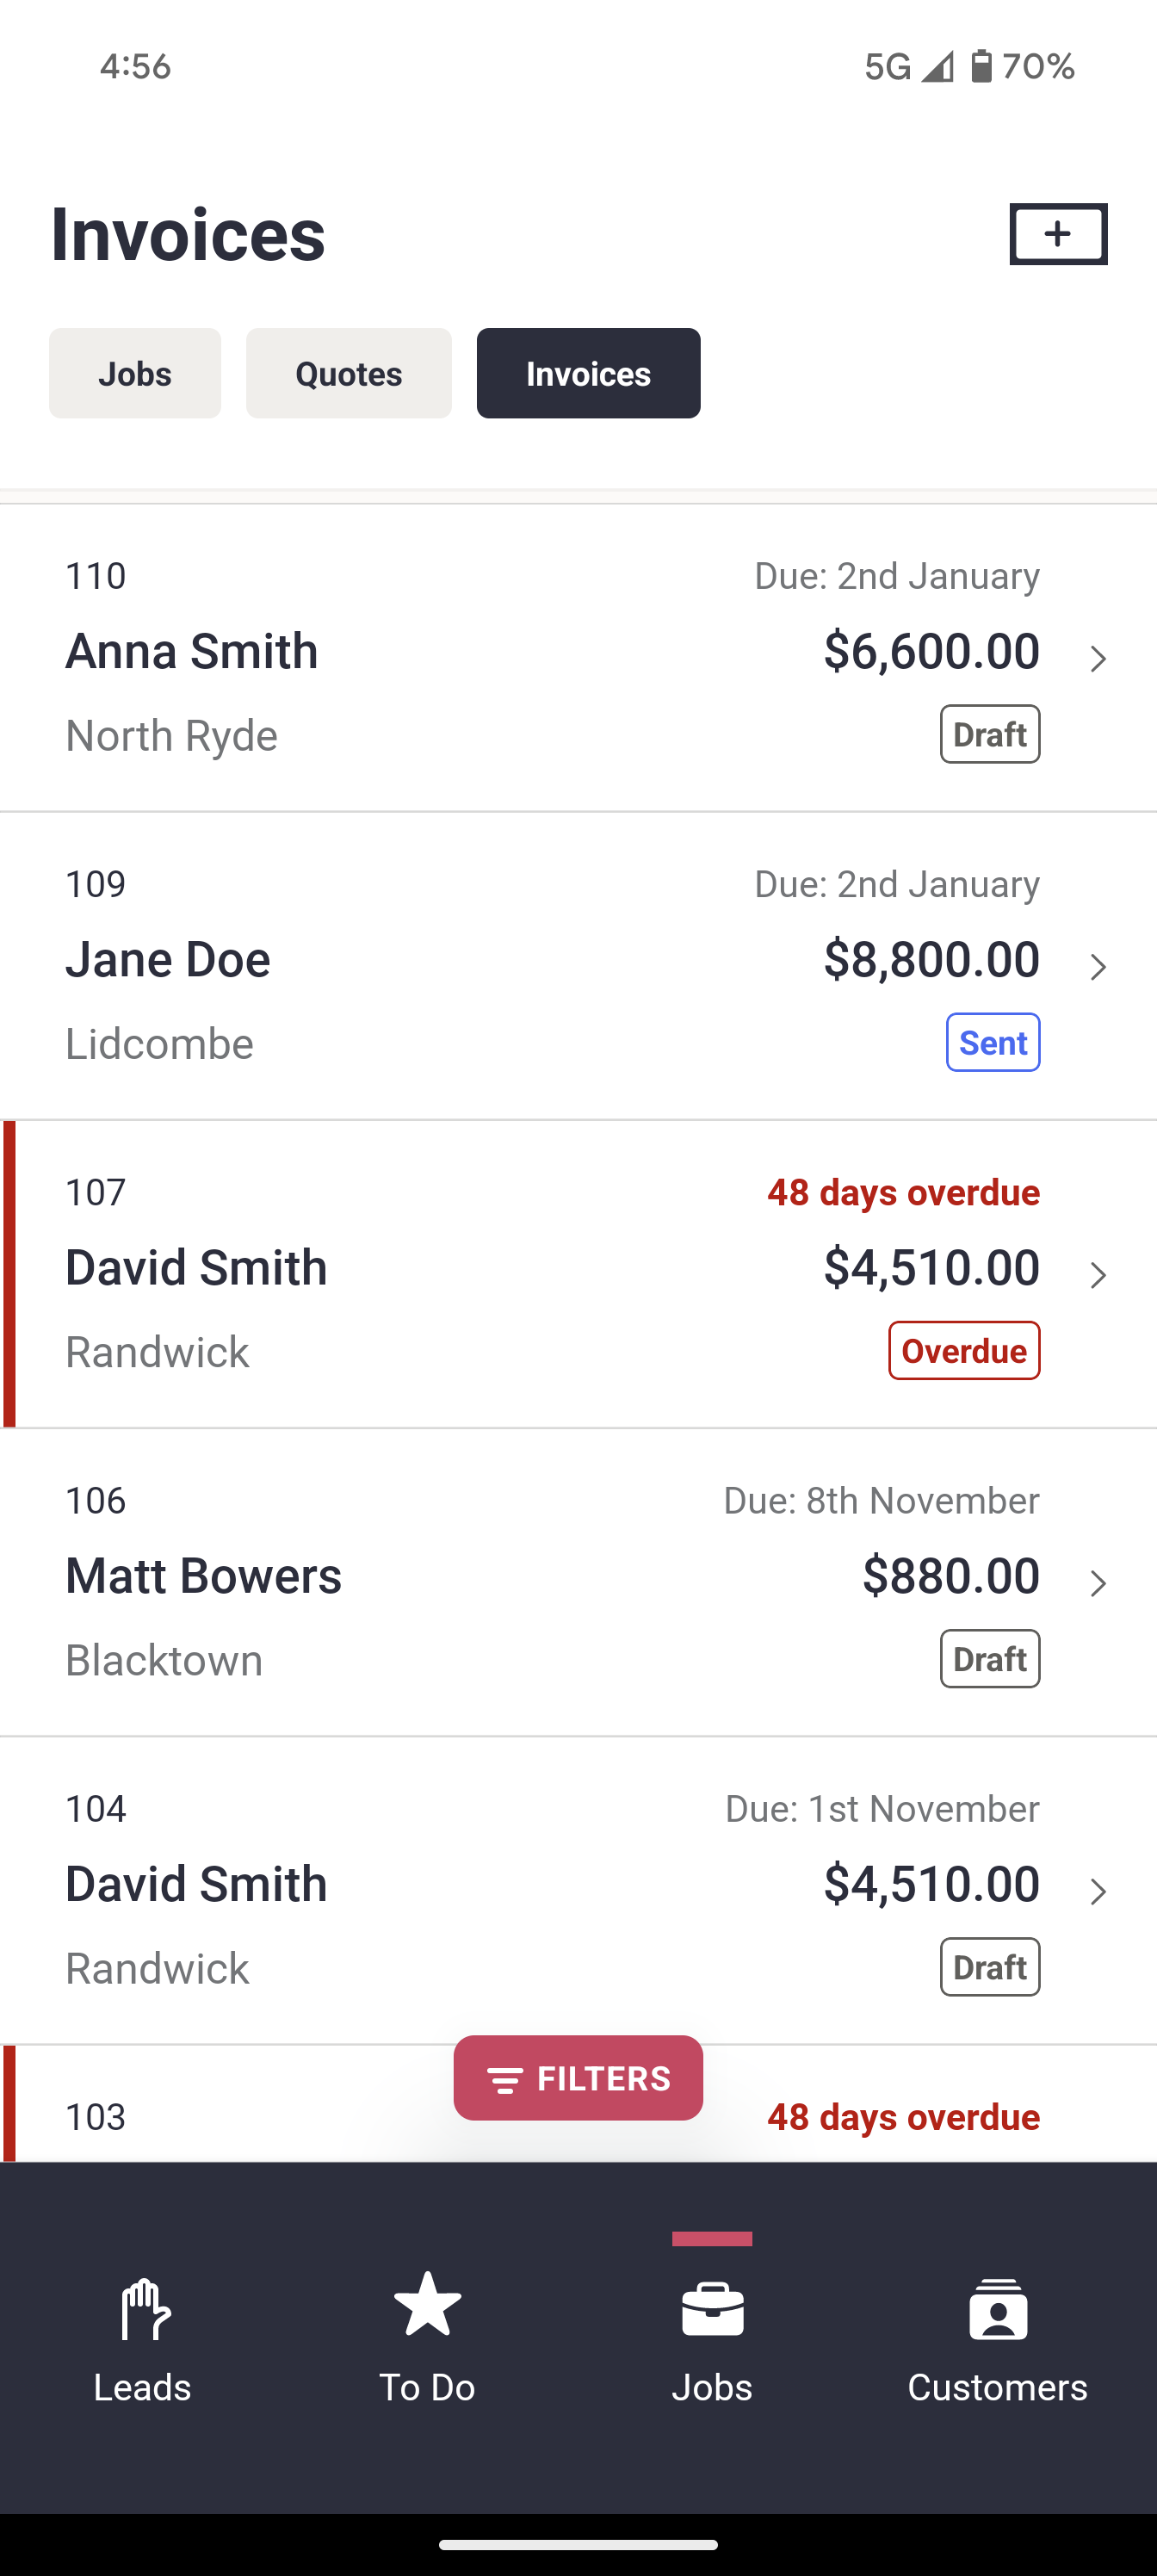 4:56
5G 70%
Invoices
+
Jobs Quotes Invoices
110 Due: 2nd January
Anna Smith $6,600.00
North Ryde Draft
109 Due: 2nd January
Jane Doe $8,800.00
Lidcombe Sent
107 48 days overdue
David Smith $4,510.00
Randwick Overdue
106 Due: 8th November
Matt Bowers $880.00
Blacktown Draft
104 Due: 1st November
David Smith $4,510.00
Randwick Draft
FILTERS
103 48 days overdue
Leads To Do Jobs Customers